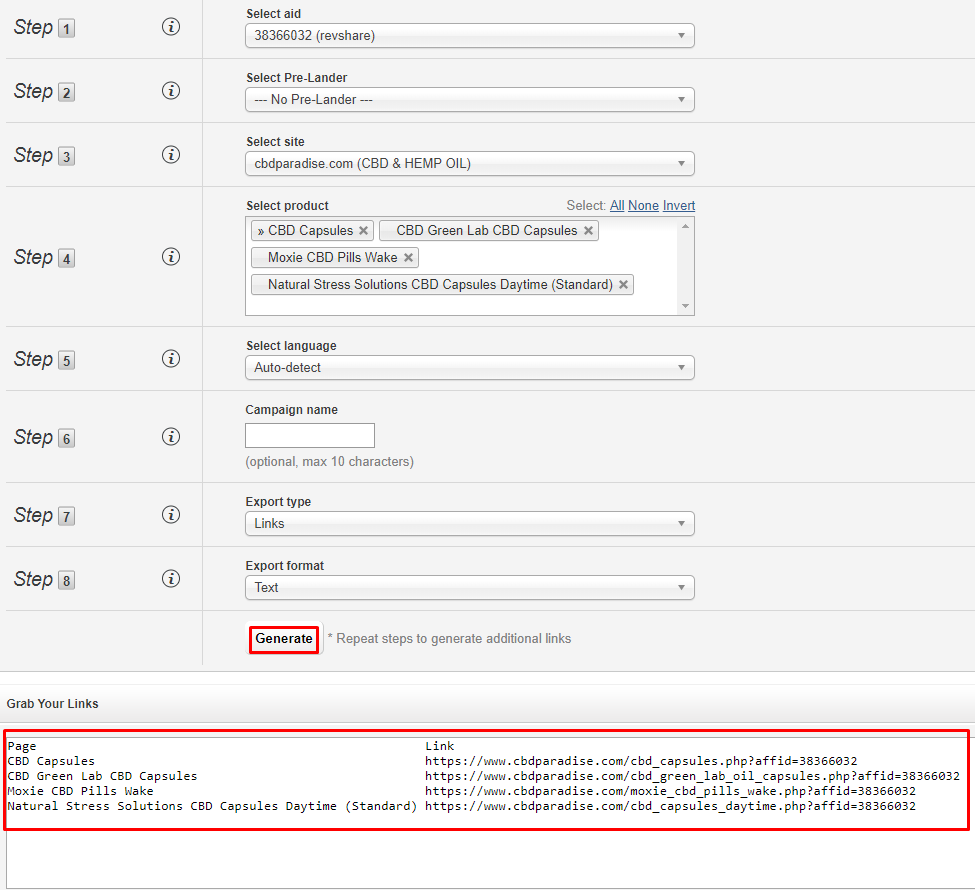 Step 1
Select aid
38366032 (revshare)
Step 2
Select Pre-Lander
--- No Pre-Lander ---
Step 3
Select site
cbdparadise.com (CBD & HEMP OIL)
Select product Select: All None Invert
» CBD Capsules × CBD Green Lab CBD Capsules ×
Step 4
Moxie CBD Pills Wake ×
Natural Stress Solutions CBD Capsules Daytime (Standard) ×
Step 5
Select language
Auto-detect
Step 6
Campaign name
(optional, max 10 characters)
Step 7
Export type
Links
Step 8
Export format
Text
Generate * Repeat steps to generate additional links
Grab Your Links
Page Link
CBD Capsules https://www.cbdparadise.com/cbd_capsules.php?affid=38366032
CBD Green Lab CBD Capsules https://www.cbdparadise.com/cbd_green_lab_oil_capsules.php?affid=38366032
Moxie CBD Pills Wake https://www.cbdparadise.com/moxie_cbd_pills_wake.php?affid=38366032
Natural Stress Solutions CBD Capsules Daytime (Standard) https://www.cbdparadise.com/cbd_capsules_daytime.php?affid=38366032